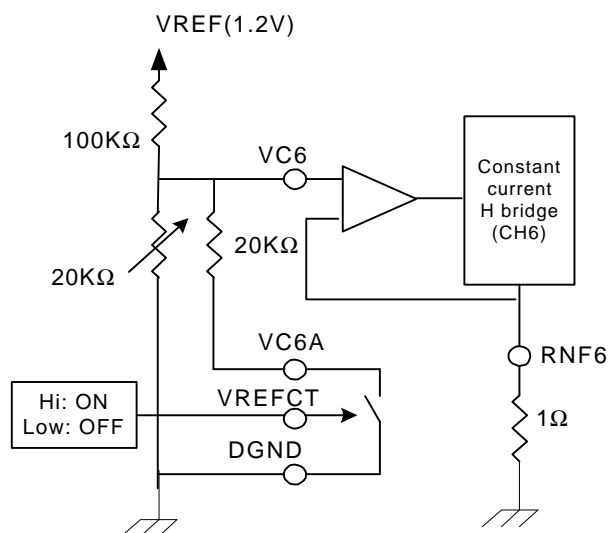 VREF(1.2V)
100KΩ
VC6
Constant
current
H bridge
(CH6)
20KΩ
20KΩ
VC6A
RNF6
Hi: ON
Low: OFF
VREFCT
1Ω
DGND